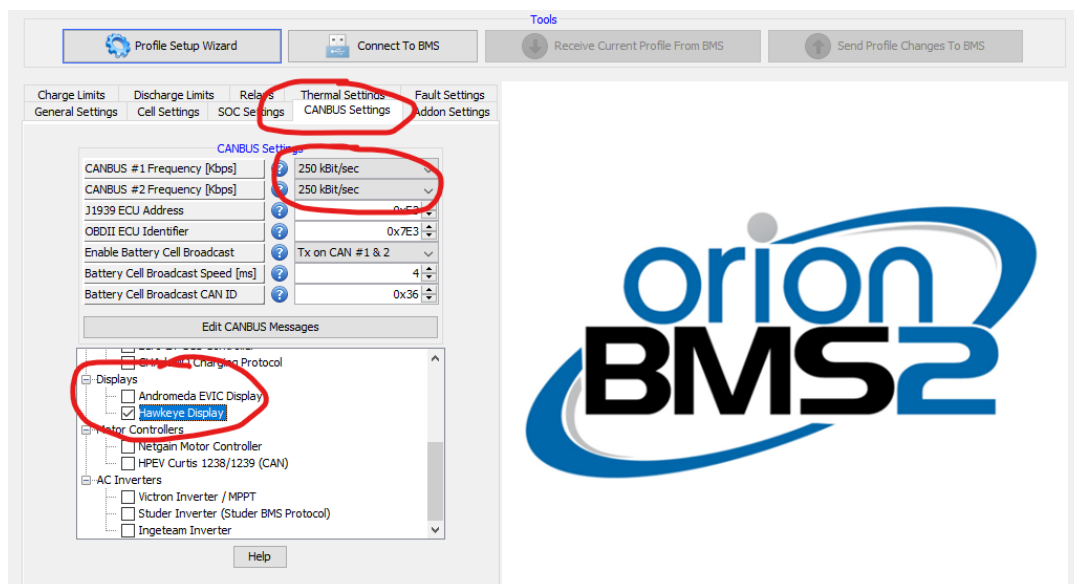 Tools
Profile Setup Wizard
Connect To BMS
Receive Current Profile From BMS
Send Profile Changes To BMS
Charge Limits Discharge Limits Relays Thermal Settings Fault Settings
General Settings Cell Settings SOC Settings CANBUS Settings Addon Settings
CANBUS Settings
CANBUS #1 Frequency [Kbps] ? 250 kBit/sec
CANBUS #2 Frequency [Kbps] ? 250 kBit/sec
J1939 ECU Address ?
OBDII ECU Identifier ? 0x7E3
Enable Battery Cell Broadcast ? Tx on CAN #1 & 2
Battery Cell Broadcast Speed [ms] ? 4
Battery Cell Broadcast CAN ID ? 0x36
Edit CANBUS Messages
Charging Protocol
Displays
Andromeda EVIC Display
Hawkeye Display
Motor Controllers
Netgain Motor Controller
HPEV Curtis 1238/1239 (CAN)
AC Inverters
Victron Inverter / MPPT
Studer Inverter (Studer BMS Protocol)
Ingeteam Inverter
Help
orion
BMS2